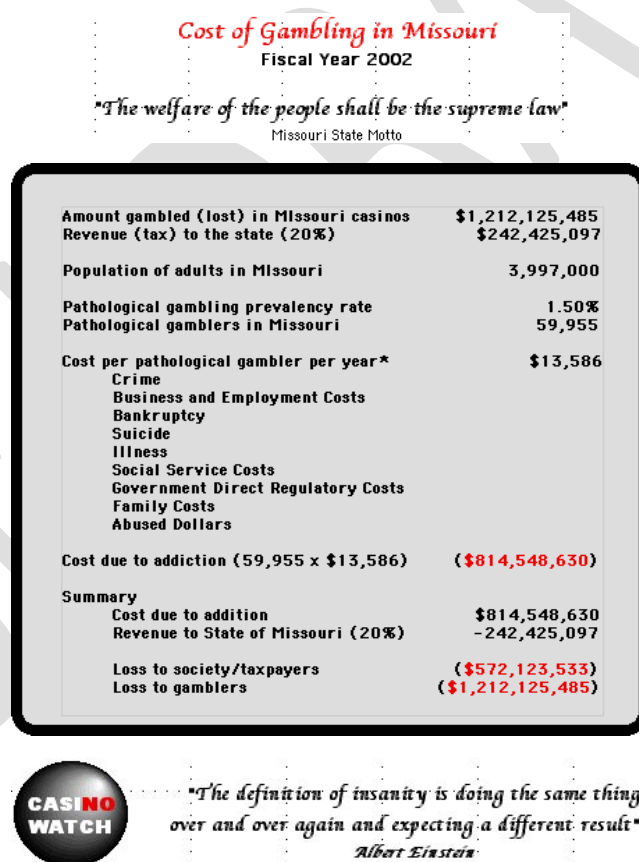 Cost of Gambling in Missouri
Fiscal Year 2002
"The welfare of the people shall be the supreme law"
Missouri State Motto
Amount gambled (lost) in MIssouri casinos $1,212,125,485
Revenue (tax) to the state (20%) $242,425,097
Population of adults in MIssouri 3,997,000
Pathological gambling prevalency rate 1.50%
Pathological gamblers in Missouri 59,955
Cost per pathological gambler per year* $13,586
Crime
Business and Employment Costs
Bankruptcy
Suicide
Illness
Social Service Costs
Government Direct Regulatory Costs
Family Costs
Abused Dollars
Cost due to addiction (59,955 x $13,586) ($814,548,630)
Summary
Cost due to addition $814,548,630
Revenue to State of Missouri (20%) -242,425,097
Loss to society/taxpayers ($572,123,533)
Loss to gamblers ($1,212,125,485)
CASINO
WATCH
"The definition of insanity is doing the same thing
over and over again and expecting a different result"
Albert Einstein